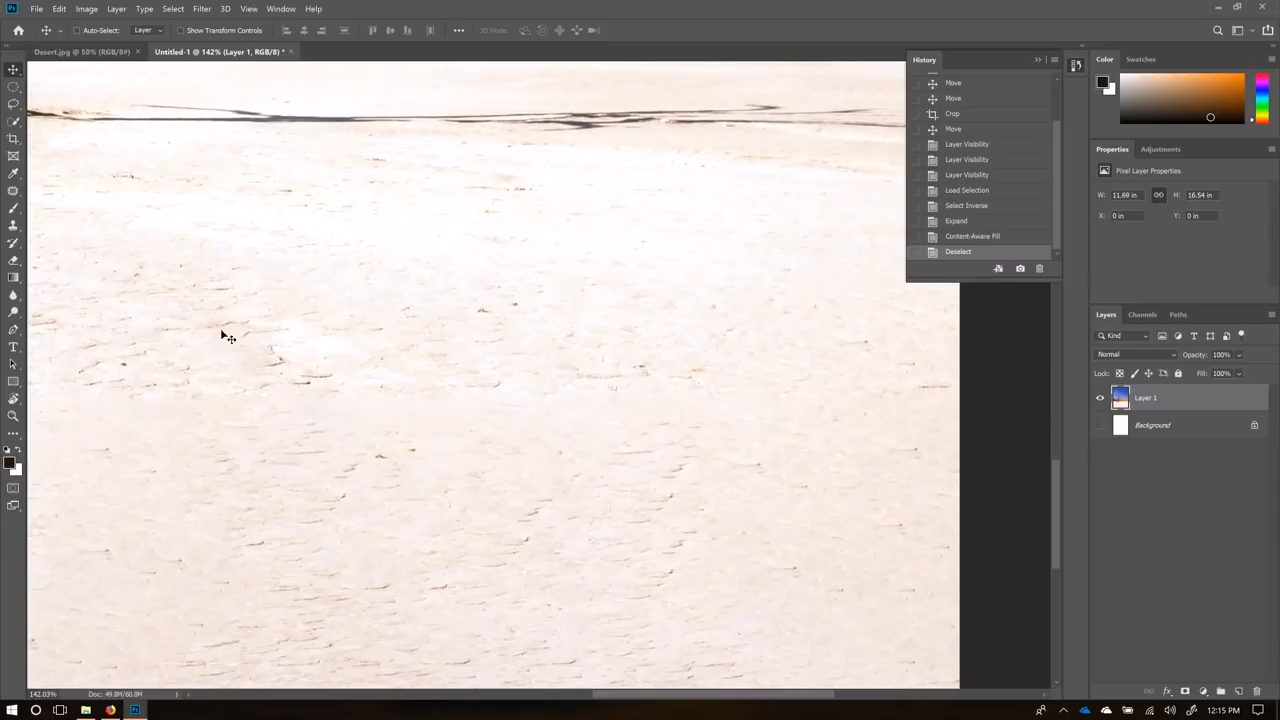 Ps File Edit Image Layer Type Select Filter 3D View Window Help
Auto-Select: Layer Show Transform Controls 3D Mode:
Desert.jpg @ 50% (RGB/8#) × Untitled-1 @ 142% (Layer 1, RGB/8) * ×
History
Move
Move
Crop
Move
Layer Visibility
Layer Visibility
Layer Visibility
Load Selection
Select Inverse
Expand
Content-Aware Fill
Deselect
Color Swatches
Properties Adjustments
Pixel Layer Properties
W: 11.69 in H: 16.54 in
X: 0 in Y: 0 in
Layers Channels Paths
Kind
Normal Opacity: 100%
Lock: Fill: 100%
Layer 1
Background
142.03% Doc: 49.8M/60.8M
Ps 12:15 PM